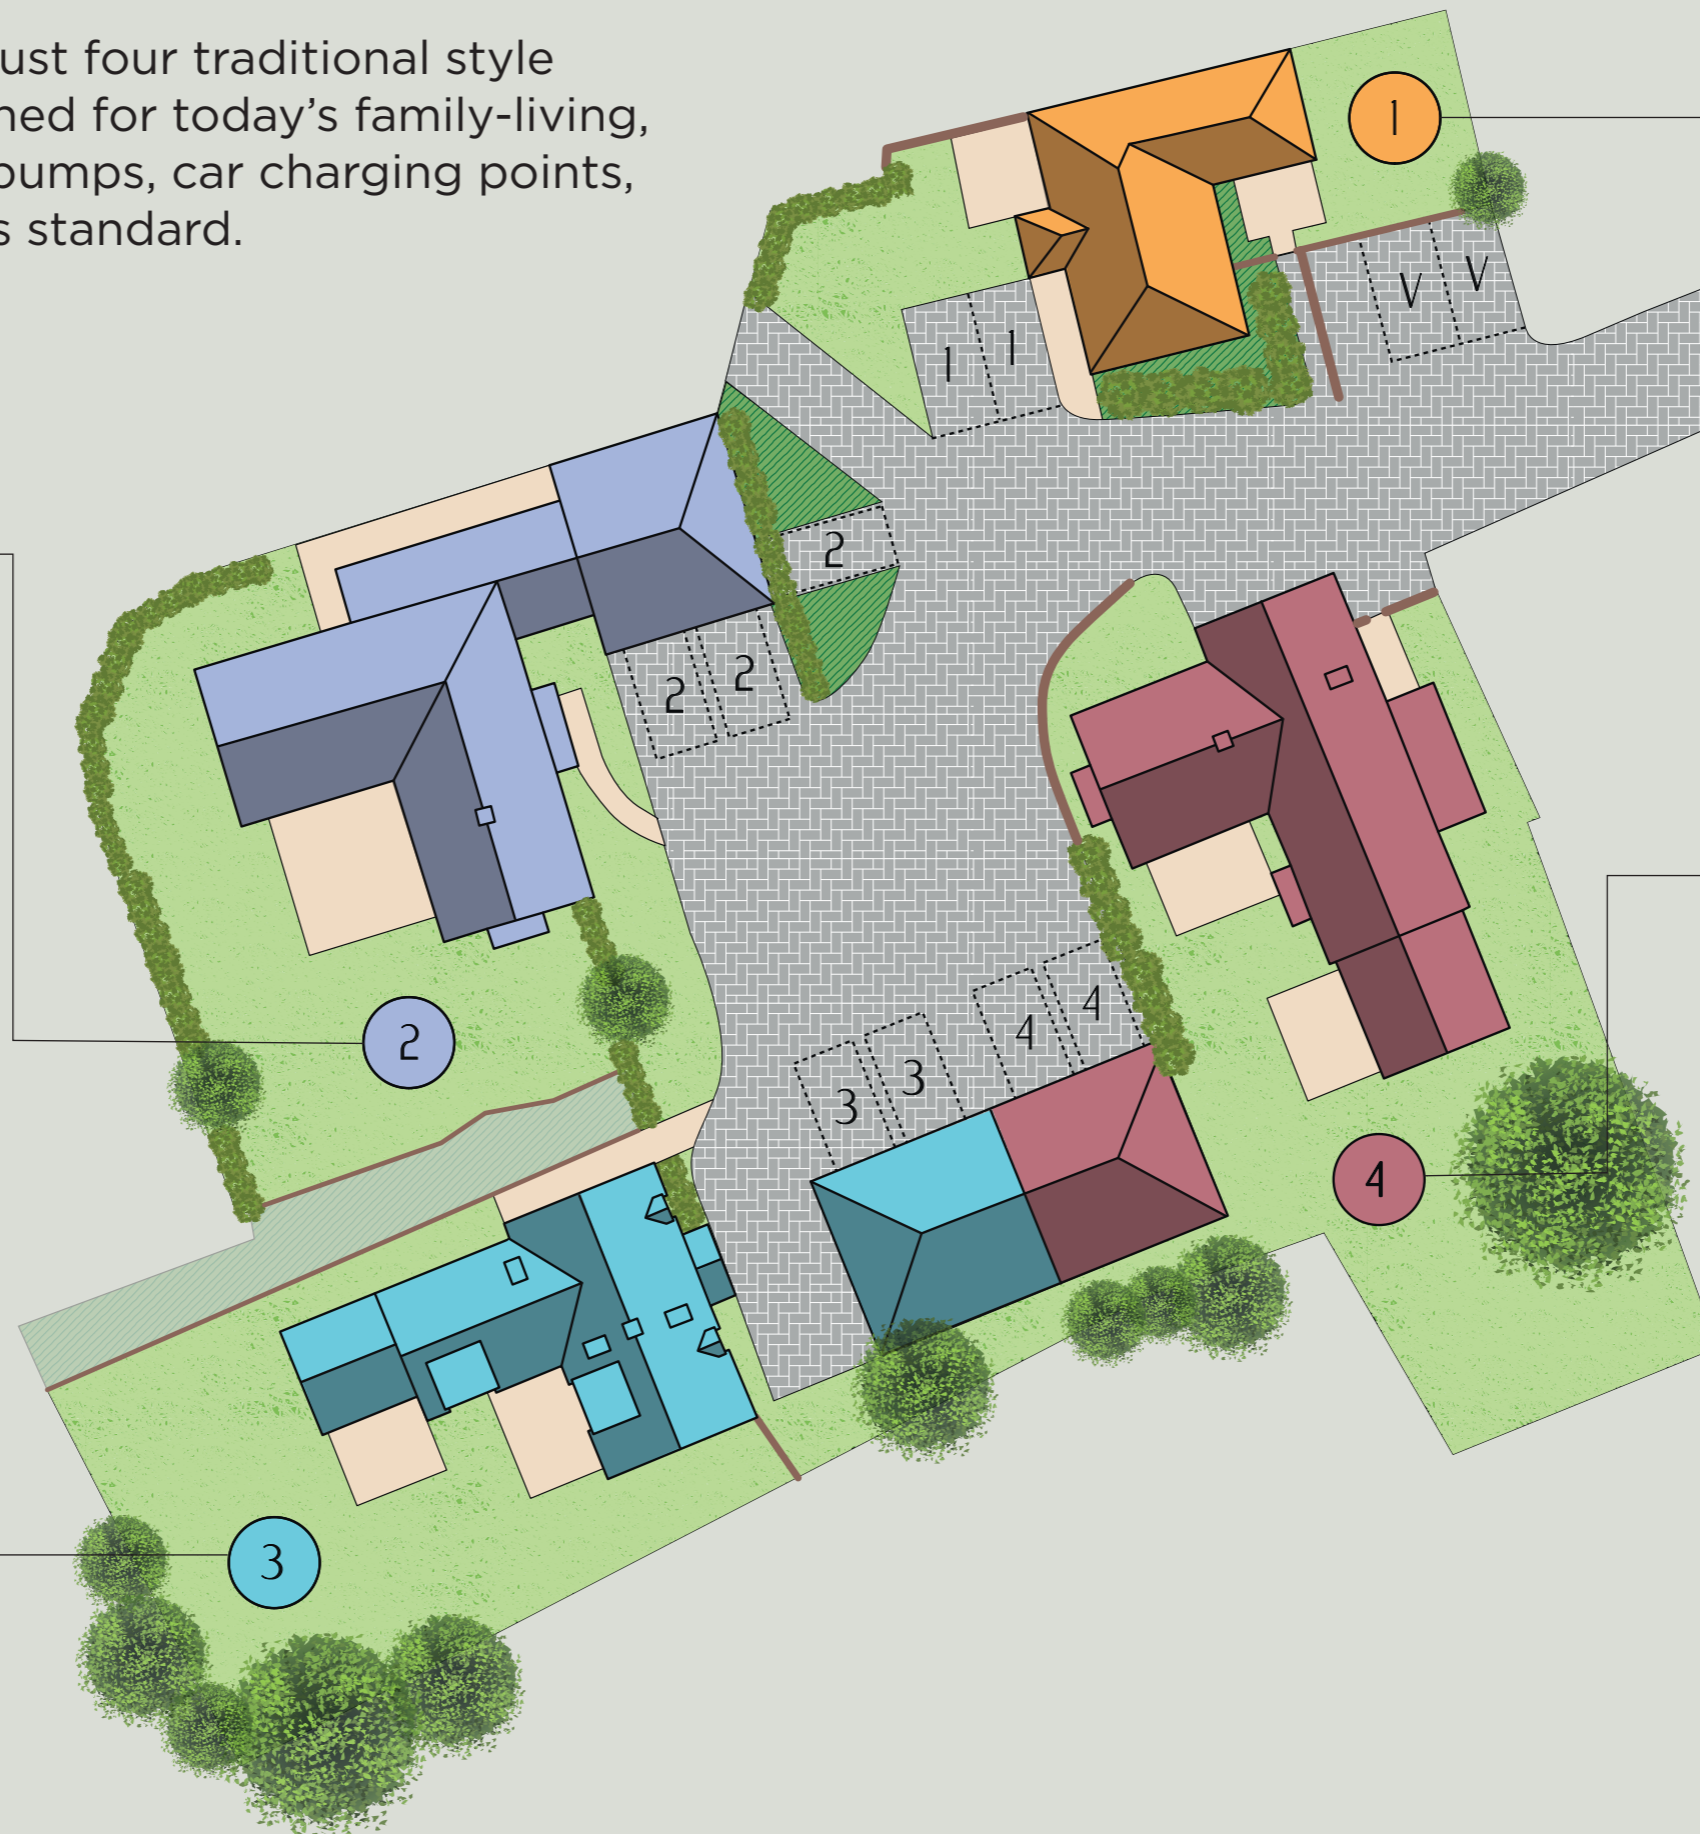 ust four traditional style
ned for today's family-living,
pumps, car charging points,
s standard.
1
V V
1 1
2
2 2
4
4
3
3
2
4
3